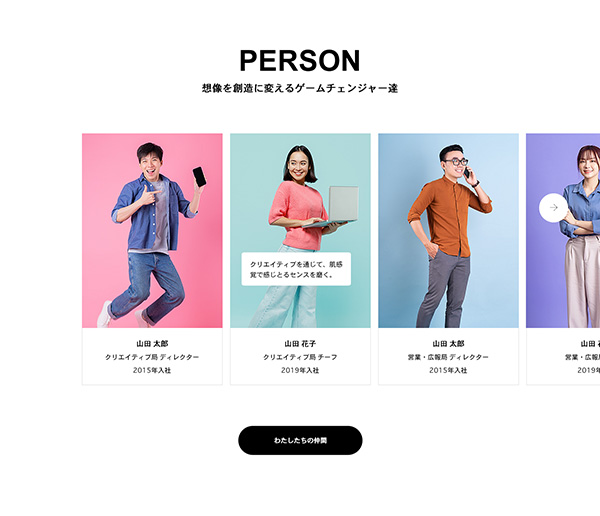 PERSON
想像を創造に変えるゲームチェンジャー達
クリエイティブを通じて、肌感
覚で感じとるセンスを磨く。
山田 太郎
クリエイティブ局 ディレクター
2015年入社
山田 花子
クリエイティブ局 チーフ
2019年入社
山田 太郎
営業・広報局 ディレクター
2015年入社
山田
営業・広報局
2019年
わたしたちの仲間